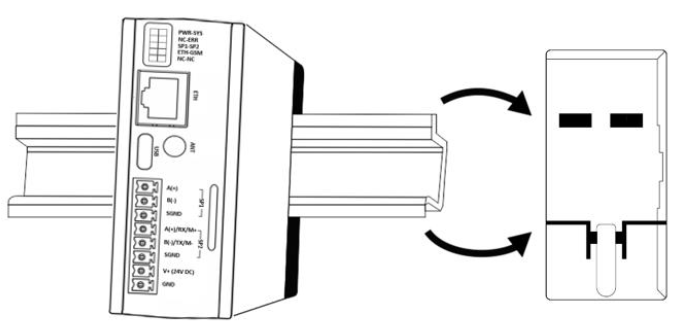 PWR-SYS
NC-ERR
SP1-SP2
ETH-GSM
NC-NC
ETH
USB
ANT
A(+)
B(-)
SGND
SP1
A(+)/RX/M+
B(-)/TX/M-
SGND
SP2
V+ (24V DC)
GND